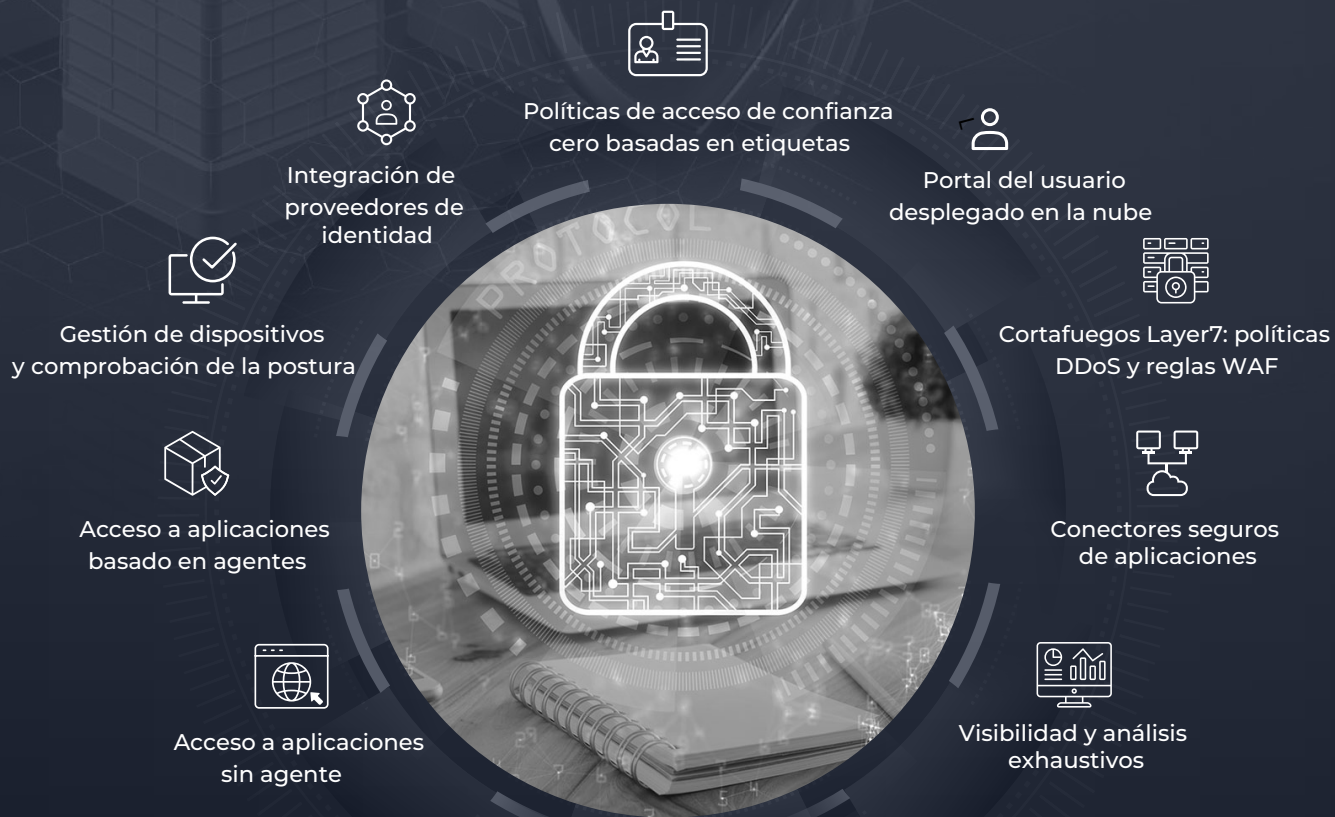 Políticas de acceso de confianza
cero basadas en etiquetas
Integración de
proveedores de
identidad
Portal del usuario
desplegado en la nube
PROTOCOL
Gestión de dispositivos
y comprobación de la postura
Cortafuegos Layer7: políticas
DDoS y reglas WAF
Acceso a aplicaciones
basado en agentes
Conectores seguros
de aplicaciones
Acceso a aplicaciones
sin agente
Visibilidad y análisis
exhaustivos